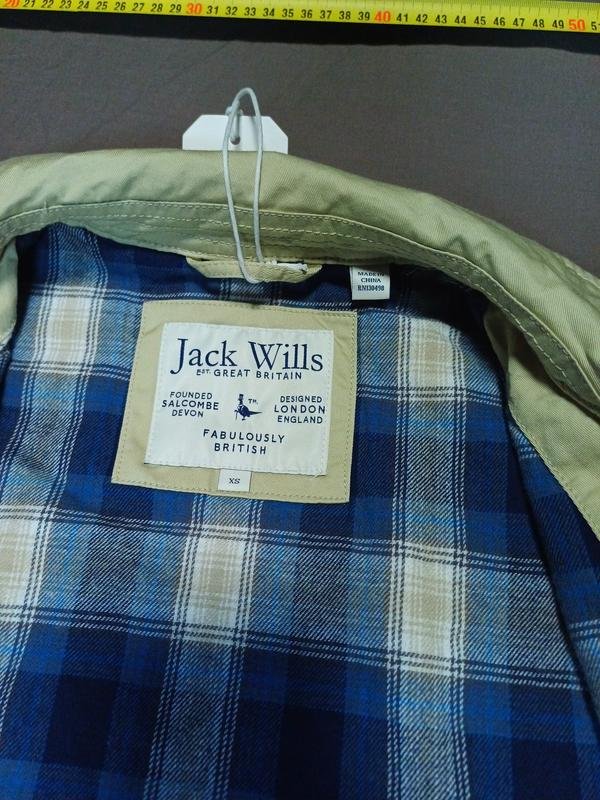 20 21 22 23 24 25 26 27 28 29 30 31 32 33 34 35 36 37 38 39 40 41 42 43 44 45 46 47 48 49 50 51
MADE IN
CHINA
RN130498
Jack Wills
EST. GREAT BRITAIN
FOUNDED
SALCOMBE
DEVON
TM.
DESIGNED
LONDON
ENGLAND
FABULOUSLY
BRITISH
XS